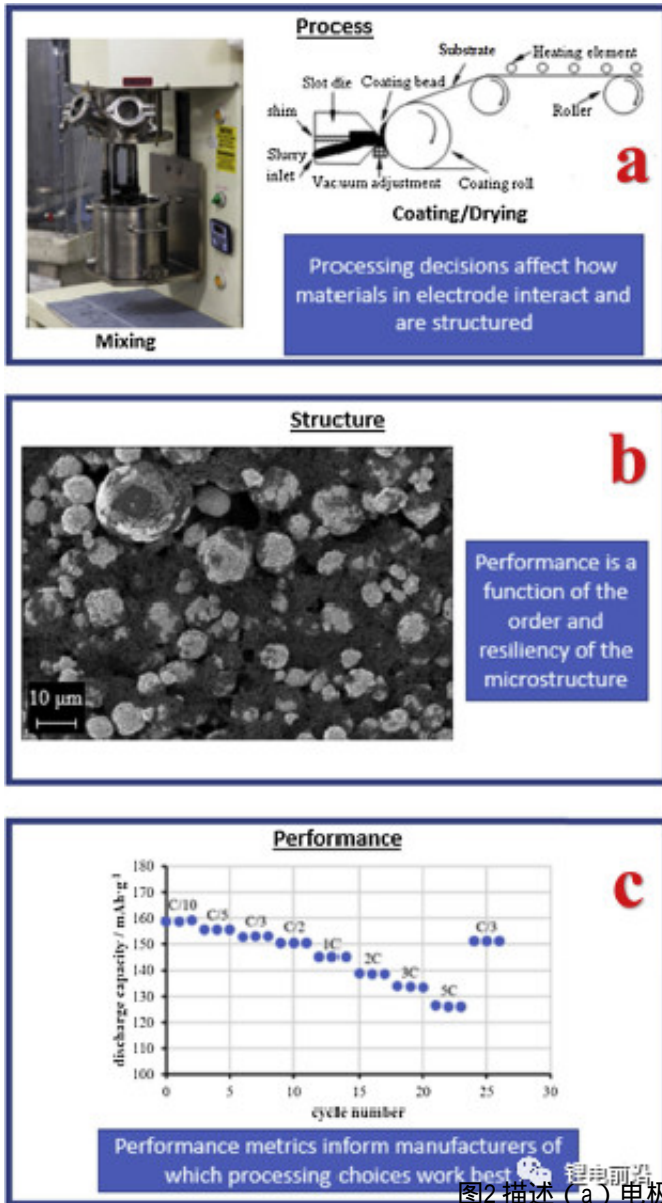 Process
Substrate
Heating element
Slot die
Coating bead
shim
Slurry
inlet
Vacuum adjustment
Coating roll
Roller
a
Coating/Drying
Mixing
Processing decisions affect how
materials in electrode interact and
are structured
Structure
b
10 μm
Performance is a
function of the
order and
resiliency of the
microstructure
Performance
c
discharge capacity / mAh·g⁻¹
180
170
160
150
140
130
120
110
100
C/10
C/5
C/3
C/2
1C
2C
3C
5C
C/3
0
5
10
15
20
25
30
cycle number
Performance metrics inform manufacturers of
which processing choices work best
锂电前沿
图2 描述（a）电极